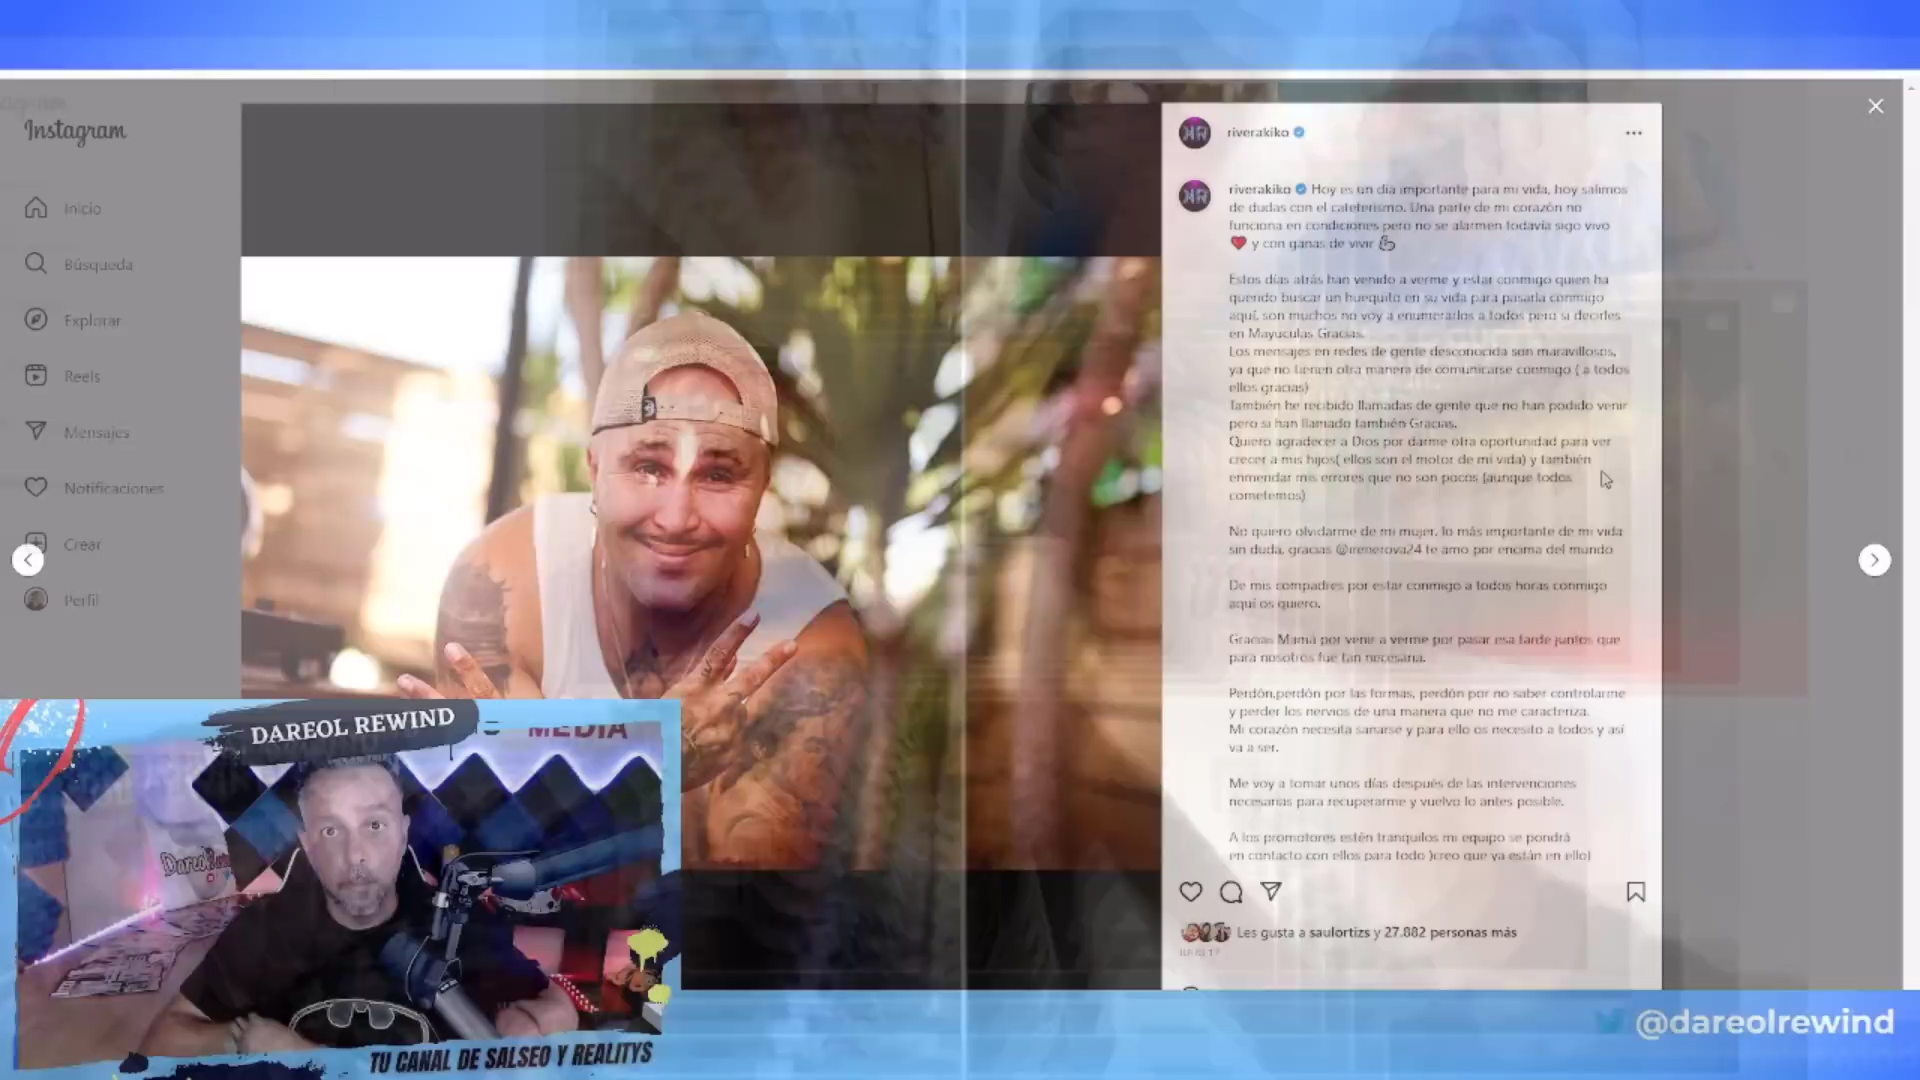 Instagram
Inicio
Búsqueda
Explorar
Reels
Mensajes
Notificaciones
Crear
Perfil
riverakiko
riverakiko Hoy es un día importante para mi vida, hoy salimos
de dudas con el cateterismo. Una parte de mi corazón no
funciona en condiciones pero no se alarmen todavía sigo vivo
❤️ y con ganas de vivir 💪
Estos días atrás han venido a verme y estar conmigo quien ha
querido buscar un huequito en su vida para pasarla conmigo
aquí, son muchos no voy a enumerarlos a todos pero si decirles
en Mayuculas Gracias.
Los mensajes en redes de gente desconocida son maravillosos,
ya que no tienen otra manera de comunicarse conmigo ( a todos
ellos gracias)
También he recibido llamadas de gente que no han podido venir
pero si han llamado también Gracias.
Quiero agradecer a Dios por darme otra oportunidad para ver
crecer a mis hijos( ellos son el motor de mi vida) y también
enmendar mis errores que no son pocos (aunque todos
cometemos)
No quiero olvidarme de mi mujer, lo más importante de mi vida
sin duda, gracias @irenerova24 te amo por encima del mundo
De mis compadres por estar conmigo a todos horas conmigo
aquí os quiero.
Gracias Mamá por venir a verme por pasar esa tarde juntos que
para nosotros fue tan necesaria.
Perdón,perdón por las formas, perdón por no saber controlarme
y perder los nervios de una manera que no me caracteriza.
Mi corazón necesita sanarse y para ello os necesito a todos y así
va a ser.
Me voy a tomar unos días después de las intervenciones
necesarias para recuperarme y vuelvo lo antes posible.
A los promotores estén tranquilos mi equipo se pondrá
en contacto con ellos para todo )creo que ya están en ello)
Les gusta a saulortizs y 27.882 personas más
DAREOL REWIND
MEDIA
TU CANAL DE SALSEO Y REALITYS
@dareolrewind